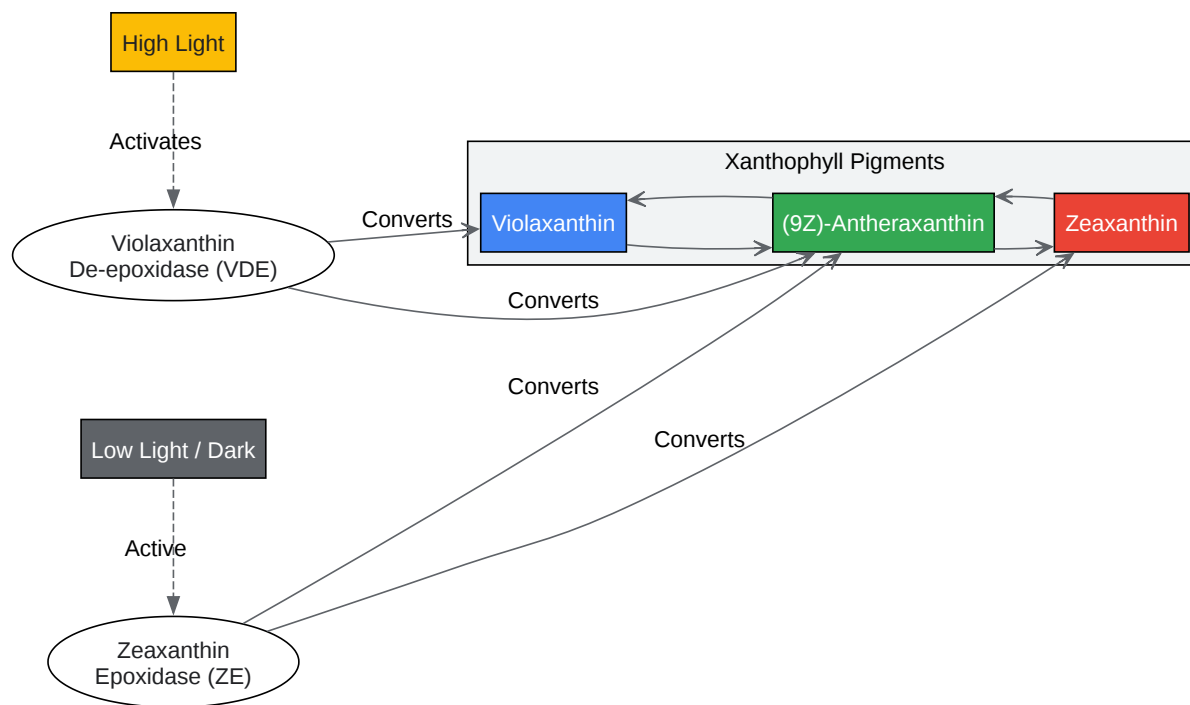 High Light
Activates
Xanthophyll Pigments
Converts
Violaxanthin
(9Z)-Antheraxanthin
Zeaxanthin
Violaxanthin
De-epoxidase (VDE)
Converts
Converts
Converts
Low Light / Dark
Active
Zeaxanthin
Epoxidase (ZE)